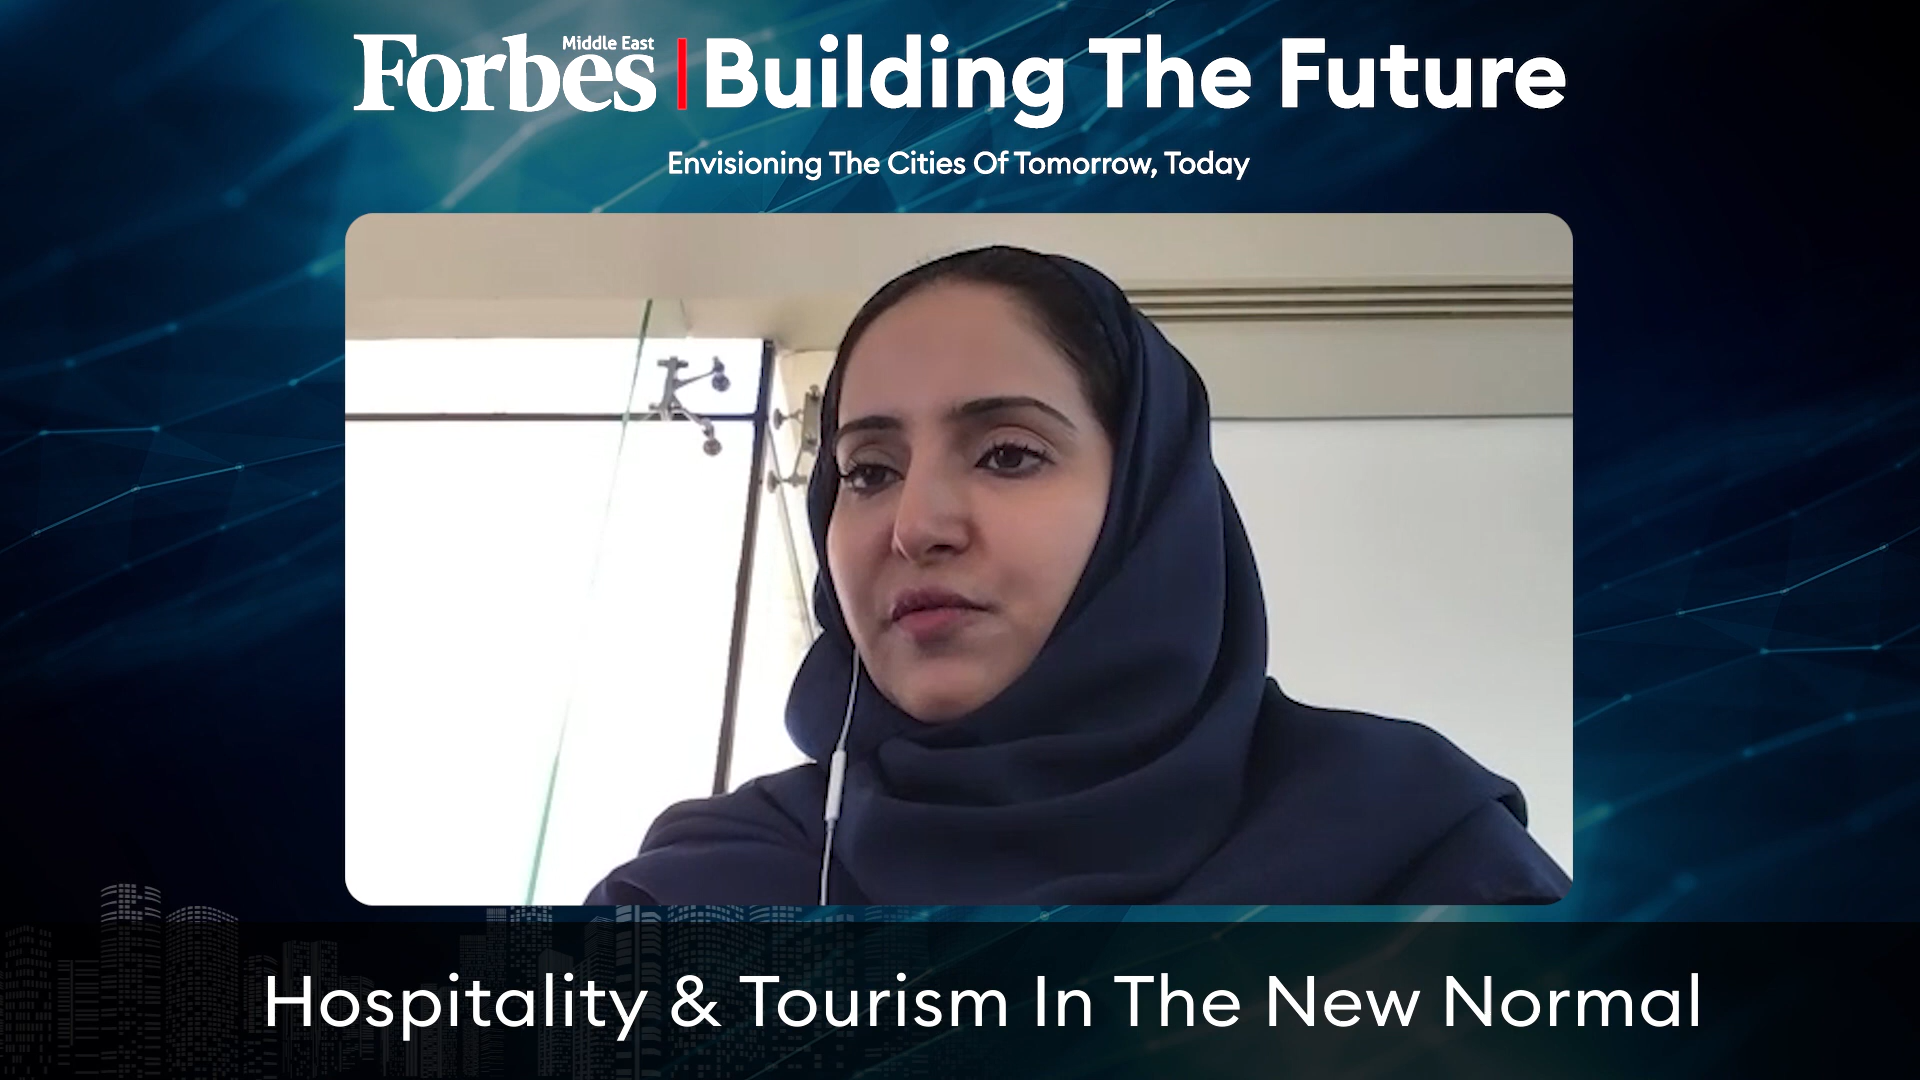 Forbes Middle East | Building The Future
Envisioning The Cities Of Tomorrow, Today
Hospitality & Tourism In The New Normal